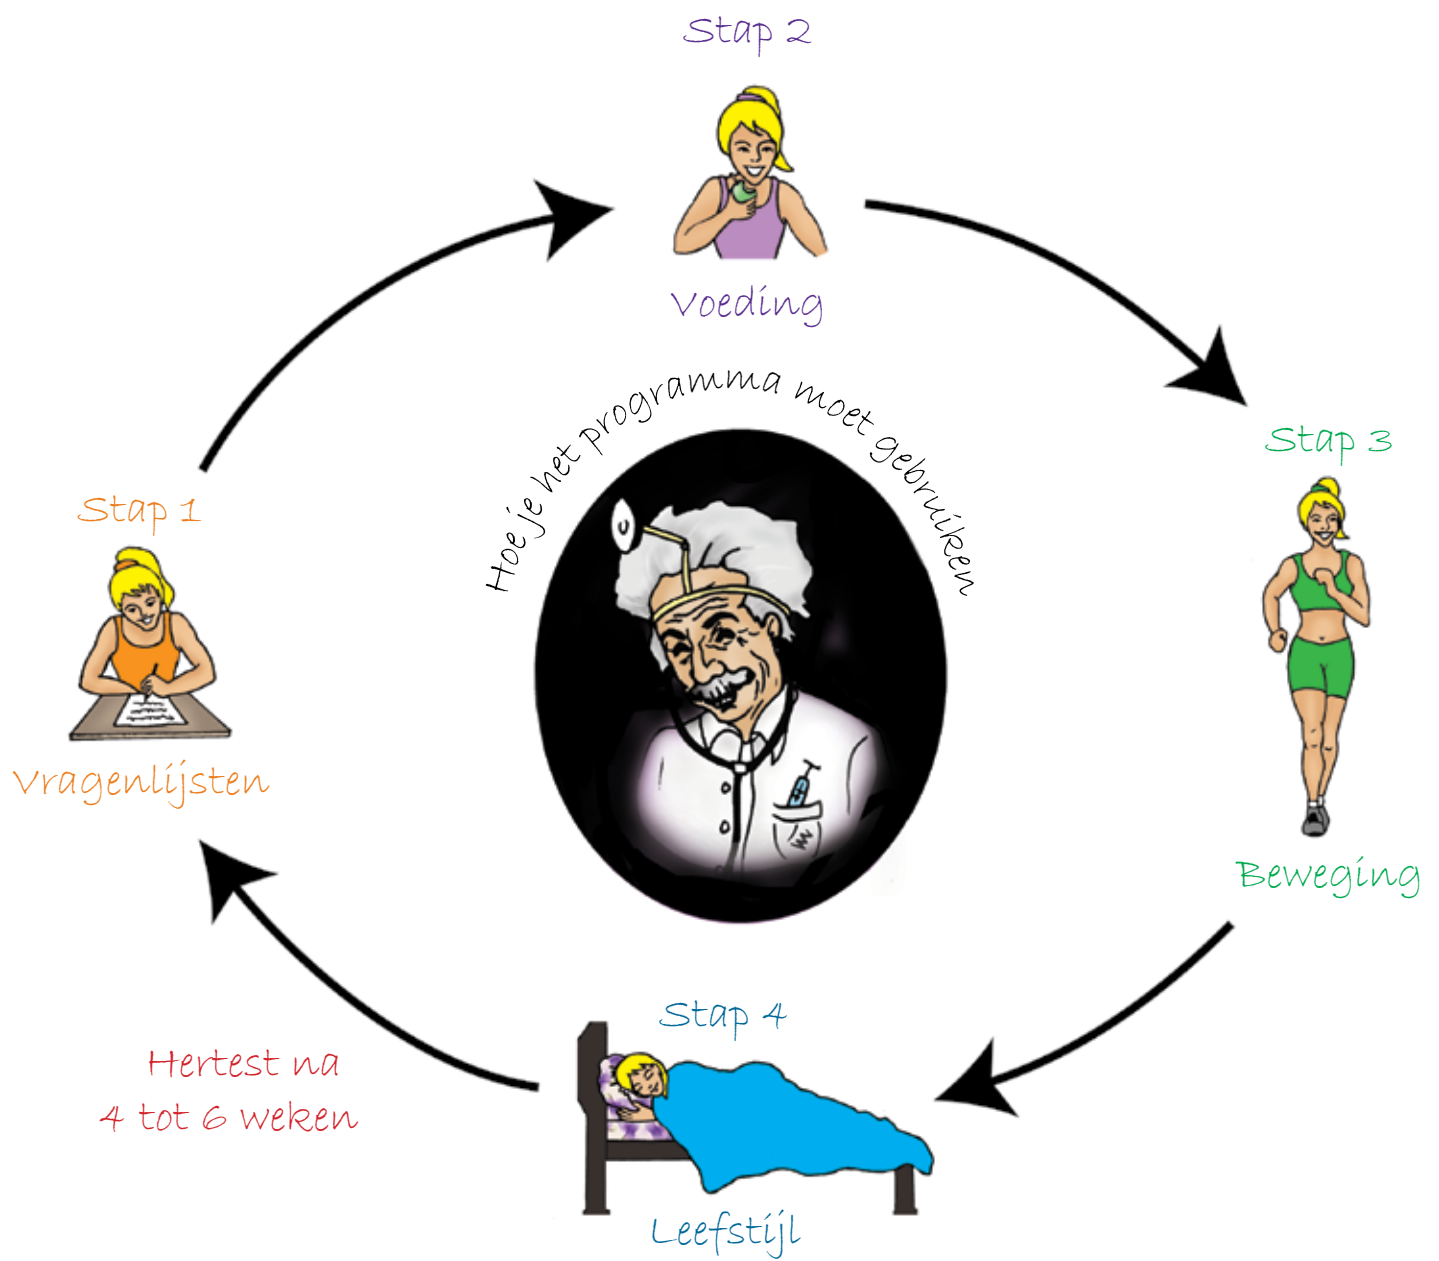 Stap 2
Voeding
Hoe je het programma moet gebruiken
Stap 3
Beweging
Stap 1
Vragenlijsten
Stap 4
Leefstijl
Hertest na
4 tot 6 weken